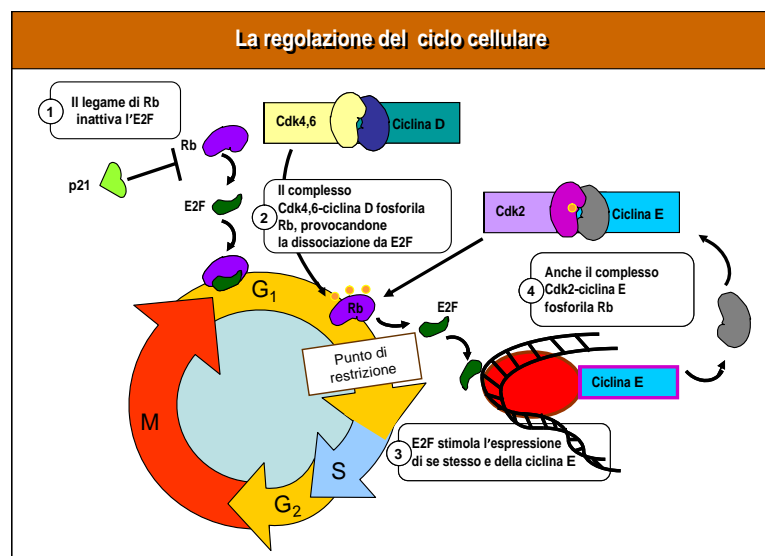 La regolazione del ciclo cellulare
1
Il legame di Rb
inattiva l'E2F
Rb
p21
E2F
Cdk4,6
Ciclina D
2
Il complesso
Cdk4,6-ciclina D fosforila
Rb, provocandone
la dissociazione da E2F
Cdk2
Ciclina E
4
Anche il complesso
Cdk2-ciclina E
fosforila Rb
G1
Rb
E2F
Punto di
restrizione
Ciclina E
M
S
G2
3
E2F stimola l'espressione
di se stesso e della ciclina E